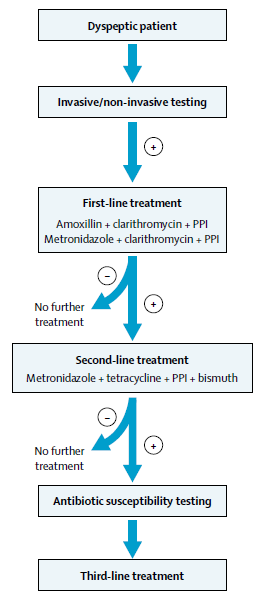 Dyspeptic patient
Invasive/non-invasive testing
+
First-line treatment
Amoxillin + clarithromycin + PPI
Metronidazole + clarithromycin + PPI
−
No further
treatment
+
Second-line treatment
Metronidazole + tetracycline + PPI + bismuth
−
No further
treatment
+
Antibiotic susceptibility testing
Third-line treatment